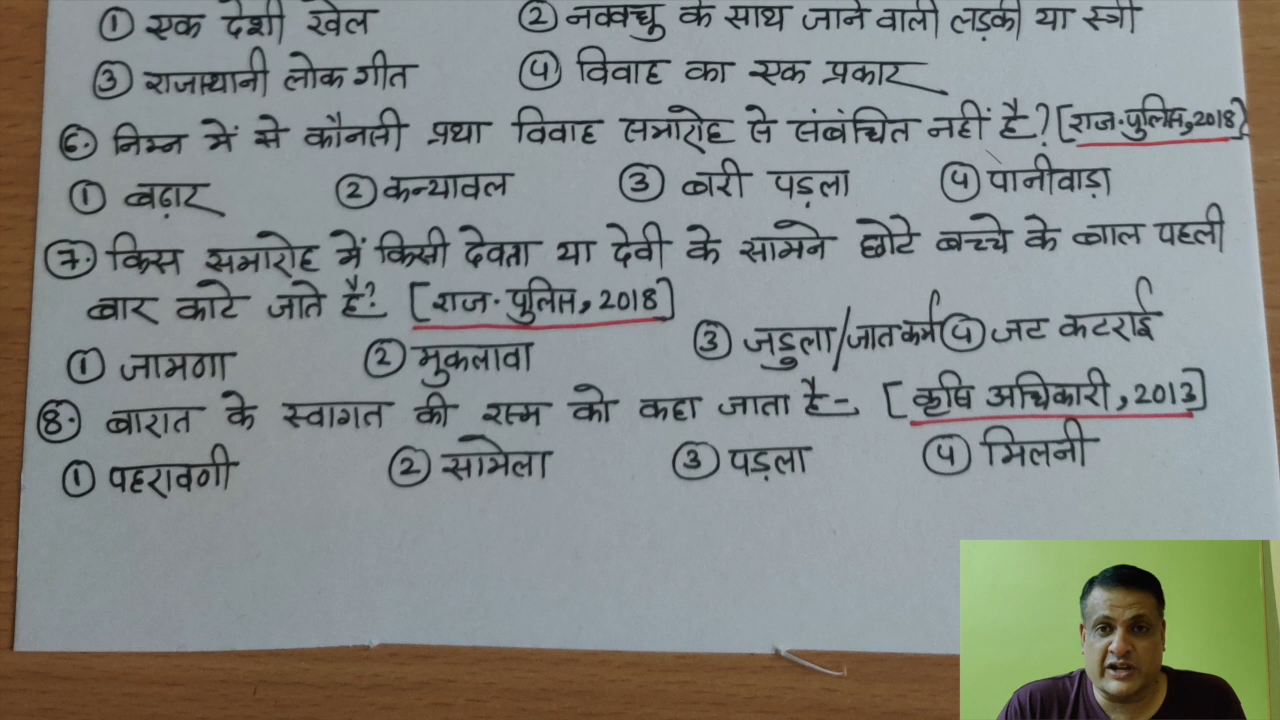 ① एक देशी खेल ② नक्वचु के साथ जाने वाली लड़की या स्त्री
③ राजास्थानी लोक गीत ④ विवाह का एक प्रकार
⑥. निम्न में से कौनसी प्रथा विवाह समारोह से संबंधित नहीं है? [राज. पुलिस, 2018]
① बढ़ार ② कन्यावल ③ बरी पड़ला ④ पानीवाड़ा
⑦. किस समारोह में किसी देवता या देवी के सामने छोटे बच्चे के बाल पहली
बार काटे जाते है? [राज. पुलिस, 2018]
① जामणा ② मुकलावा ③ जडुला/जातकर्म ④ जट कटराई
⑧. बारात के स्वागत की रस्म को कहा जाता है- [कृषि अधिकारी, 2013]
① पहरावणी ② सामेला ③ पड़ला ④ मिलनी